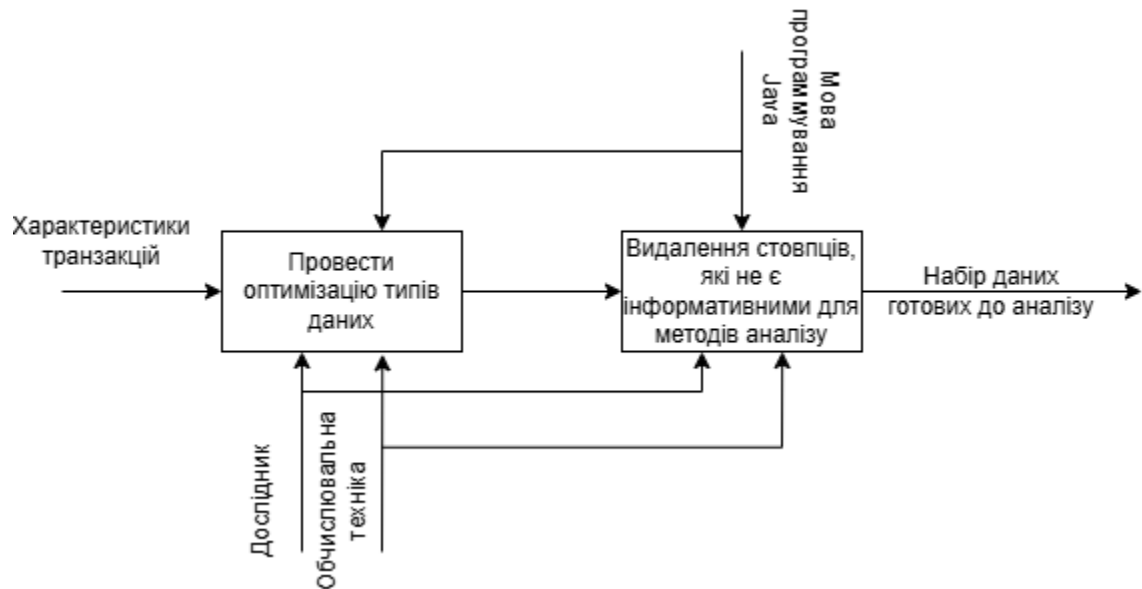 Мова
программування
Java
Характеристики
транзакцій
Провести
оптимізацію типів
даних
Видалення стовпців,
які не є
інформативними для
методів аналізу
Набір даних
готових до аналізу
Дослідник
Обчислювальна
техніка